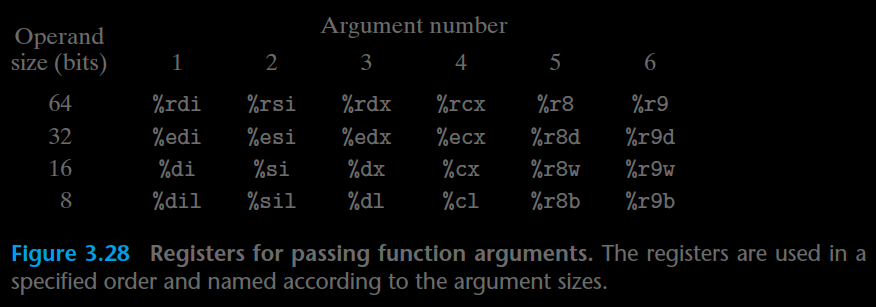 Operand Argument number
size (bits) 1 2 3 4 5 6
64 %rdi %rsi %rdx %rcx %r8 %r9
32 %edi %esi %edx %ecx %r8d %r9d
16 %di %si %dx %cx %r8w %r9w
8 %dil %sil %dl %cl %r8b %r9b
Figure 3.28 Registers for passing function arguments. The registers are used in a
specified order and named according to the argument sizes.